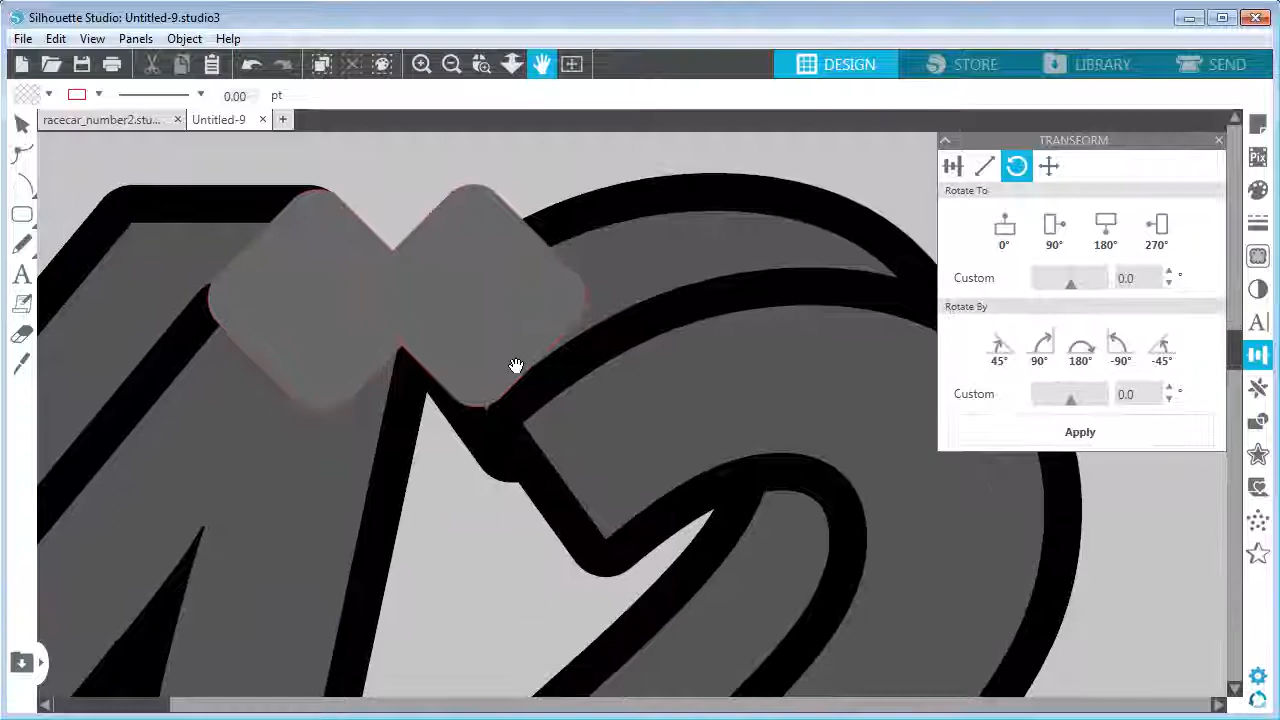 Silhouette Studio: Untitled-9.studio3
File Edit View Panels Object Help
DESIGN STORE LIBRARY SEND
0.00 pt
racecar_number2.stu... × Untitled-9 × +
TRANSFORM
Rotate To
0° 90° 180° 270°
Custom 0.0 °
Rotate By
45° 90° 180° -90° -45°
Custom 0.0 °
Apply